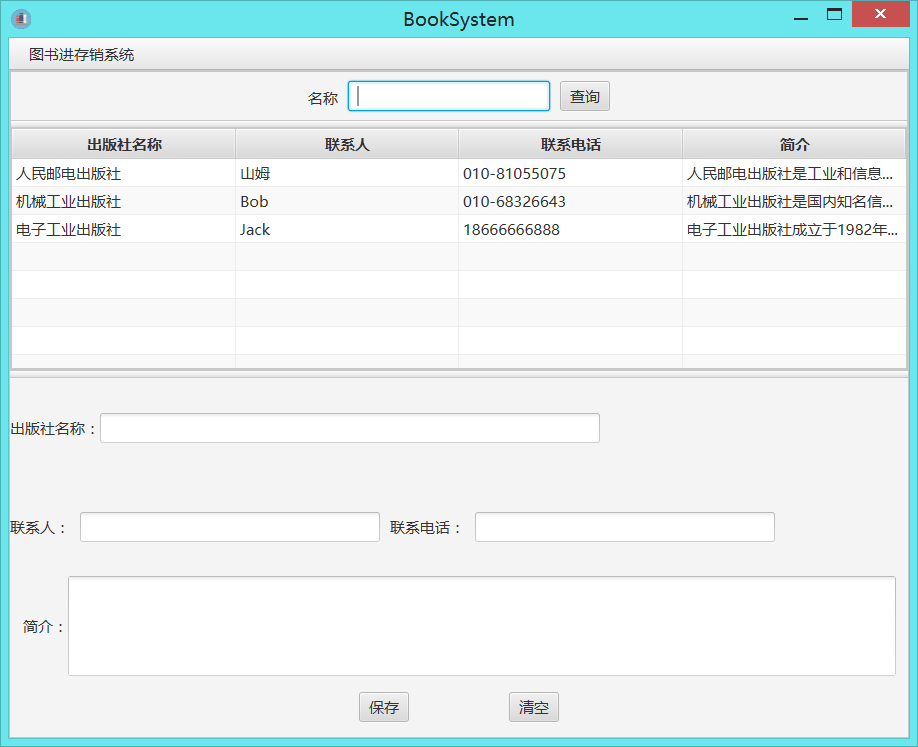 BookSystem
图书进存销系统
名称 查询
出版社名称 联系人 联系电话 简介
人民邮电出版社 山姆 010-81055075 人民邮电出版社是工业和信息...
机械工业出版社 Bob 010-68326643 机械工业出版社是国内知名信...
电子工业出版社 Jack 18666666888 电子工业出版社成立于1982年...
出版社名称：
联系人： 联系电话：
简介：
保存 清空